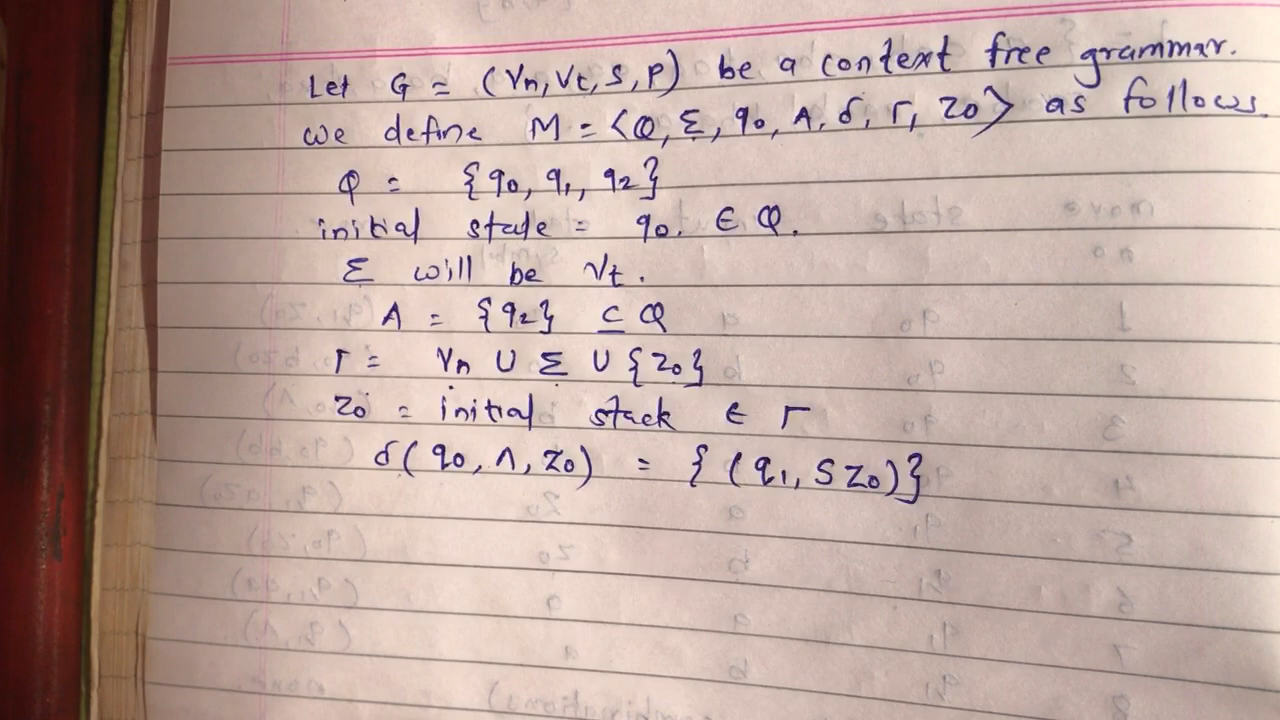 Let G = (Vn, Vt, S, P) be a context free grammar.
we define M = <Q, Σ, q0, A, δ, Γ, Z0> as follows.
Q = {q0, q1, q2}
initial state = q0. ∈ Q.
Σ will be Vt.
A = {q2} ⊆ Q
Γ = Vn ∪ Σ ∪ {Z0}
Z0 = initial stack ∈ Γ
δ(q0, Λ, Z0) = {(q1, SZ0)}